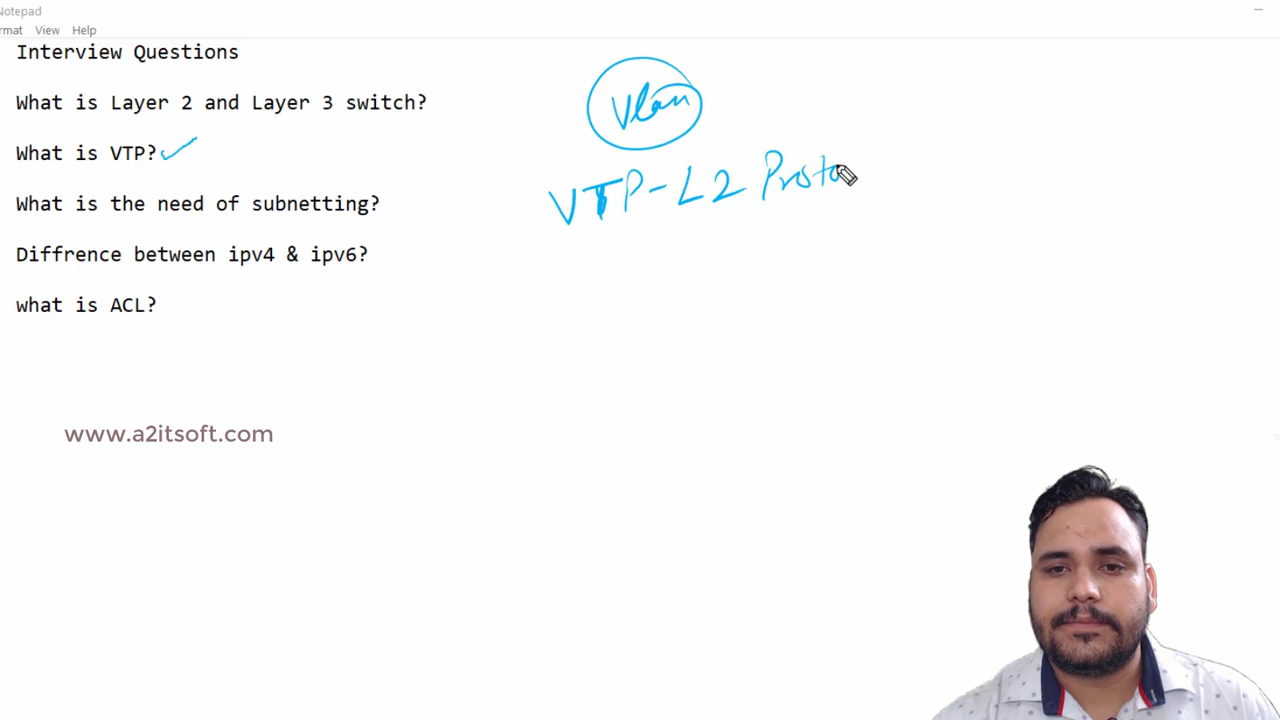 Notepad
rmat View Help
Interview Questions
What is Layer 2 and Layer 3 switch?
What is VTP?
What is the need of subnetting?
Diffrence between ipv4 & ipv6?
what is ACL?
Vlan
VTP-L2 Proto
www.a2itsoft.com